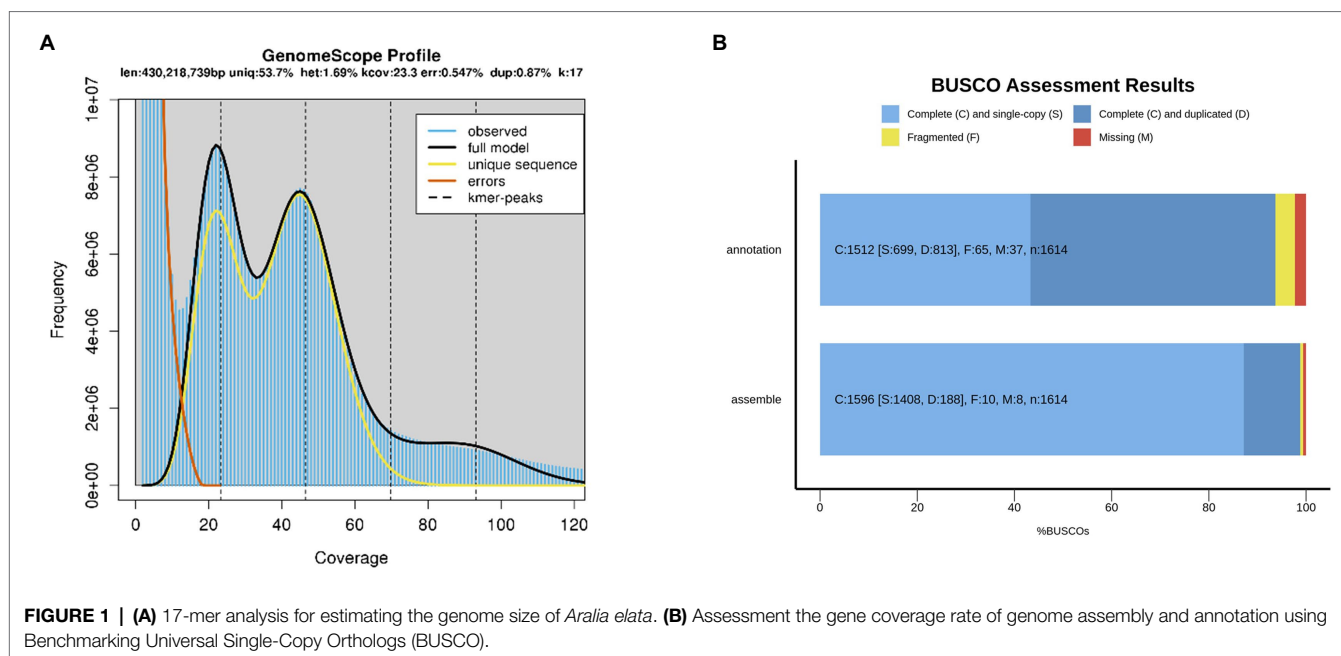 A
GenomeScope Profile
len:430,218,739bp uniq:53.7% het:1.69% kcov:23.3 err:0.547% dup:0.87% k:17
observed
full model
unique sequence
errors
kmer-peaks
Frequency
0e+00
2e+06
4e+06
6e+06
8e+06
1e+07
0
20
40
60
80
100
120
Coverage
B
BUSCO Assessment Results
Complete (C) and single-copy (S)
Complete (C) and duplicated (D)
Fragmented (F)
Missing (M)
annotation
C:1512 [S:699, D:813], F:65, M:37, n:1614
assemble
C:1596 [S:1408, D:188], F:10, M:8, n:1614
0
20
40
60
80
100
%BUSCOs
FIGURE 1 | (A) 17-mer analysis for estimating the genome size of Aralia elata. (B) Assessment the gene coverage rate of genome assembly and annotation using
Benchmarking Universal Single-Copy Orthologs (BUSCO).